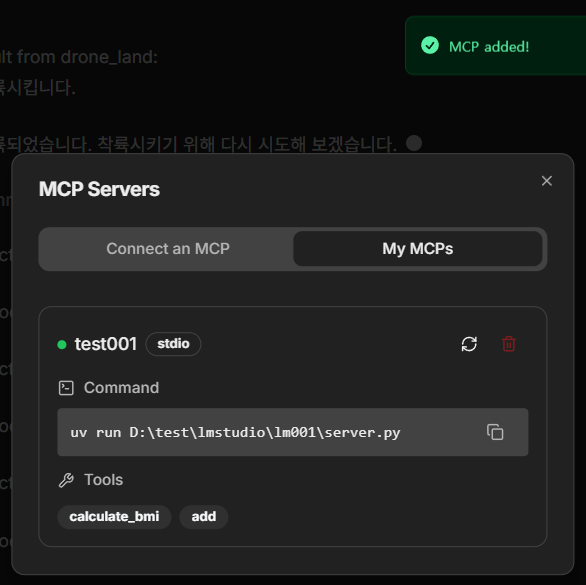 MCP added!
lt from drone_land:
륙시킵니다.
륙되었습니다. 착륙시키기 위해 다시 시도해 보겠습니다.
MCP Servers
Connect an MCP
My MCPs
test001
stdio
Command
uv run D:\test\lmstudio\lm001\server.py
Tools
calculate_bmi
add